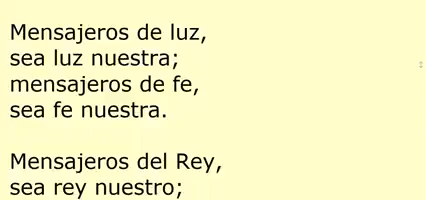 Mensajeros de luz,
sea luz nuestra;
mensajeros de fe,
sea fe nuestra.
Mensajeros del Rey,
sea rey nuestro;